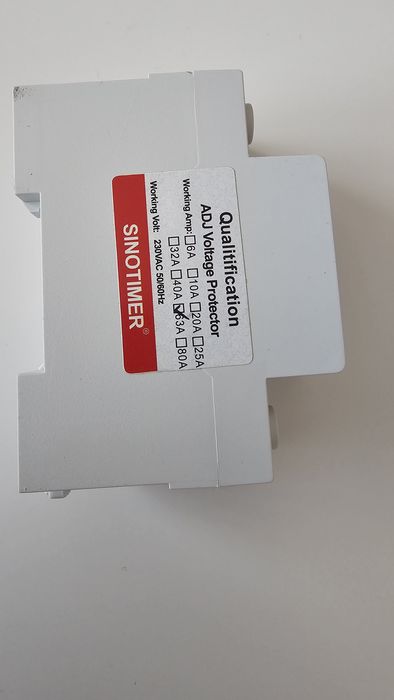 Qualitification
ADJ Voltage Protector
Working Amp: ☐6A ☐10A ☐20A ☐25A
☐32A ☐40A ☑63A ☐80A
Working Volt: 230VAC 50/60Hz
SINOTIMER®